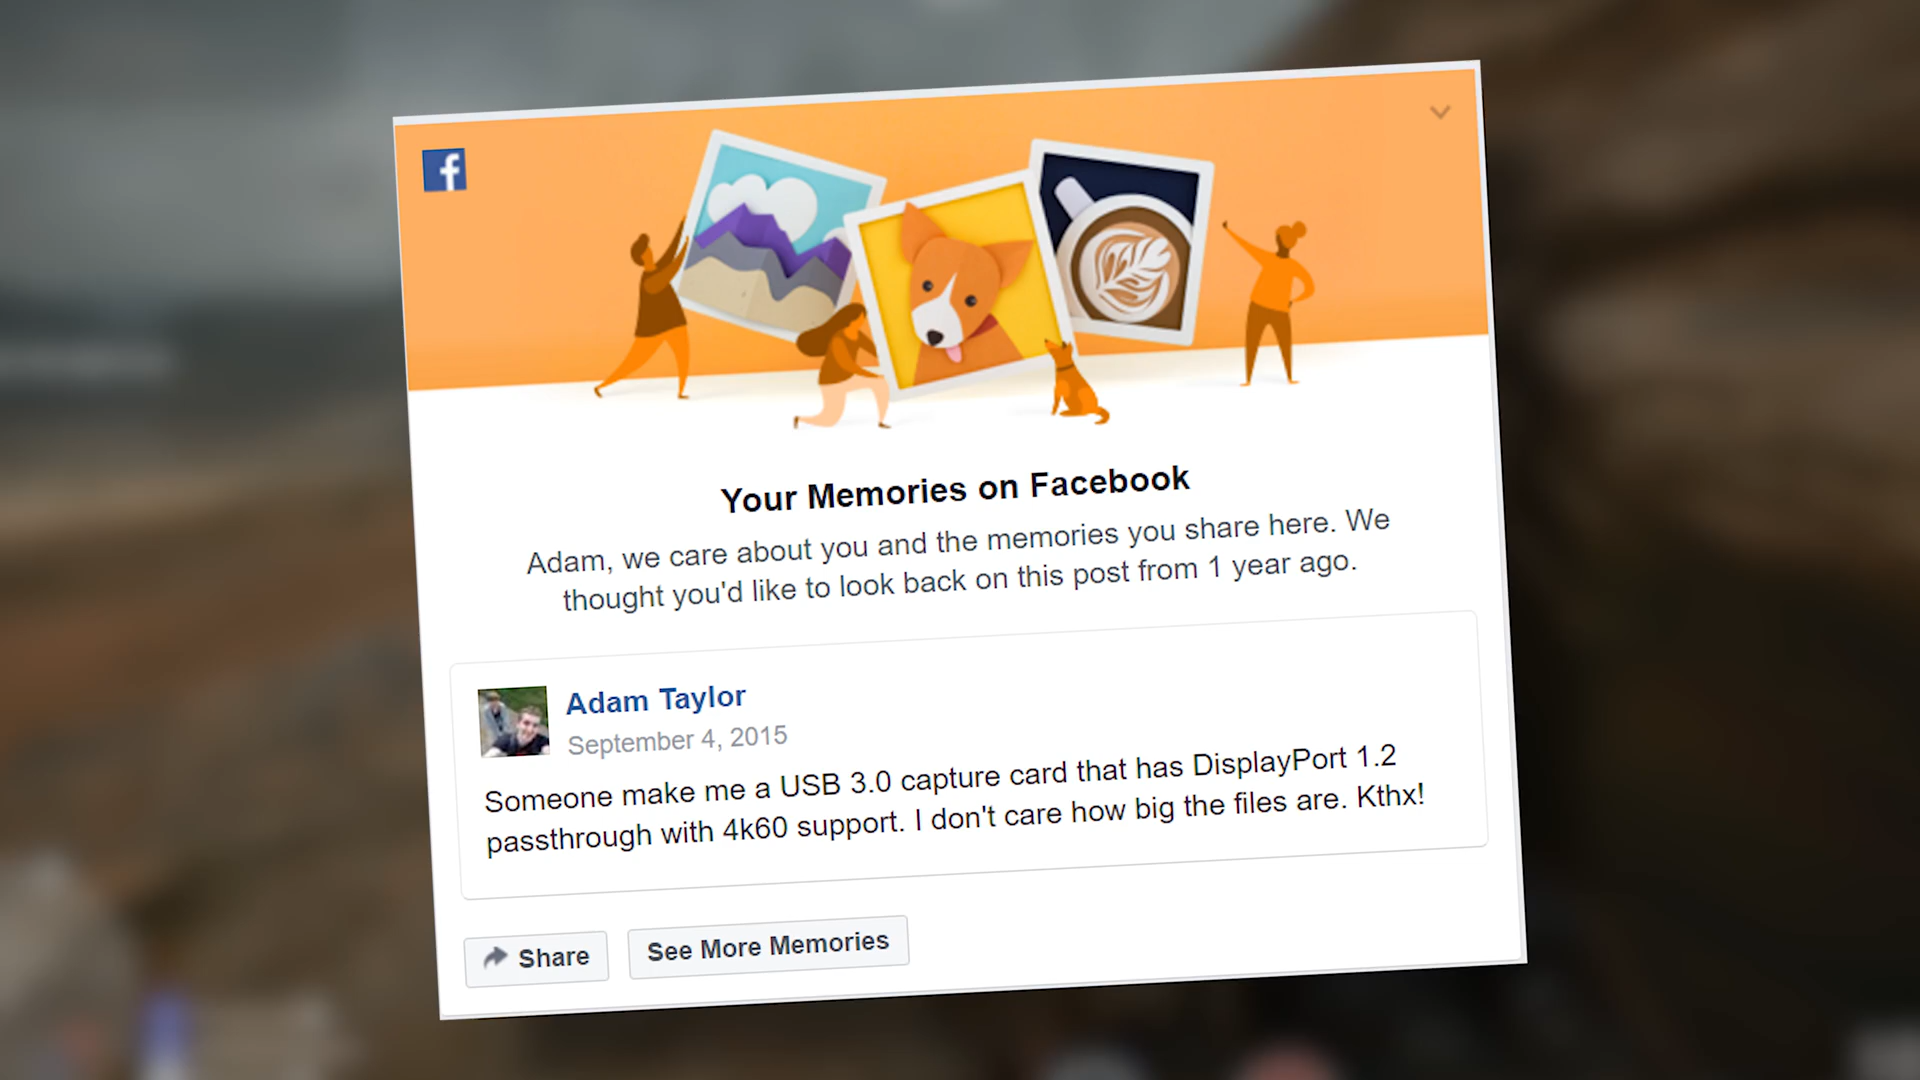 f
Your Memories on Facebook
Adam, we care about you and the memories you share here. We
thought you'd like to look back on this post from 1 year ago.
Adam Taylor
September 4, 2015
Someone make me a USB 3.0 capture card that has DisplayPort 1.2
passthrough with 4k60 support. I don't care how big the files are. Kthx!
Share
See More Memories